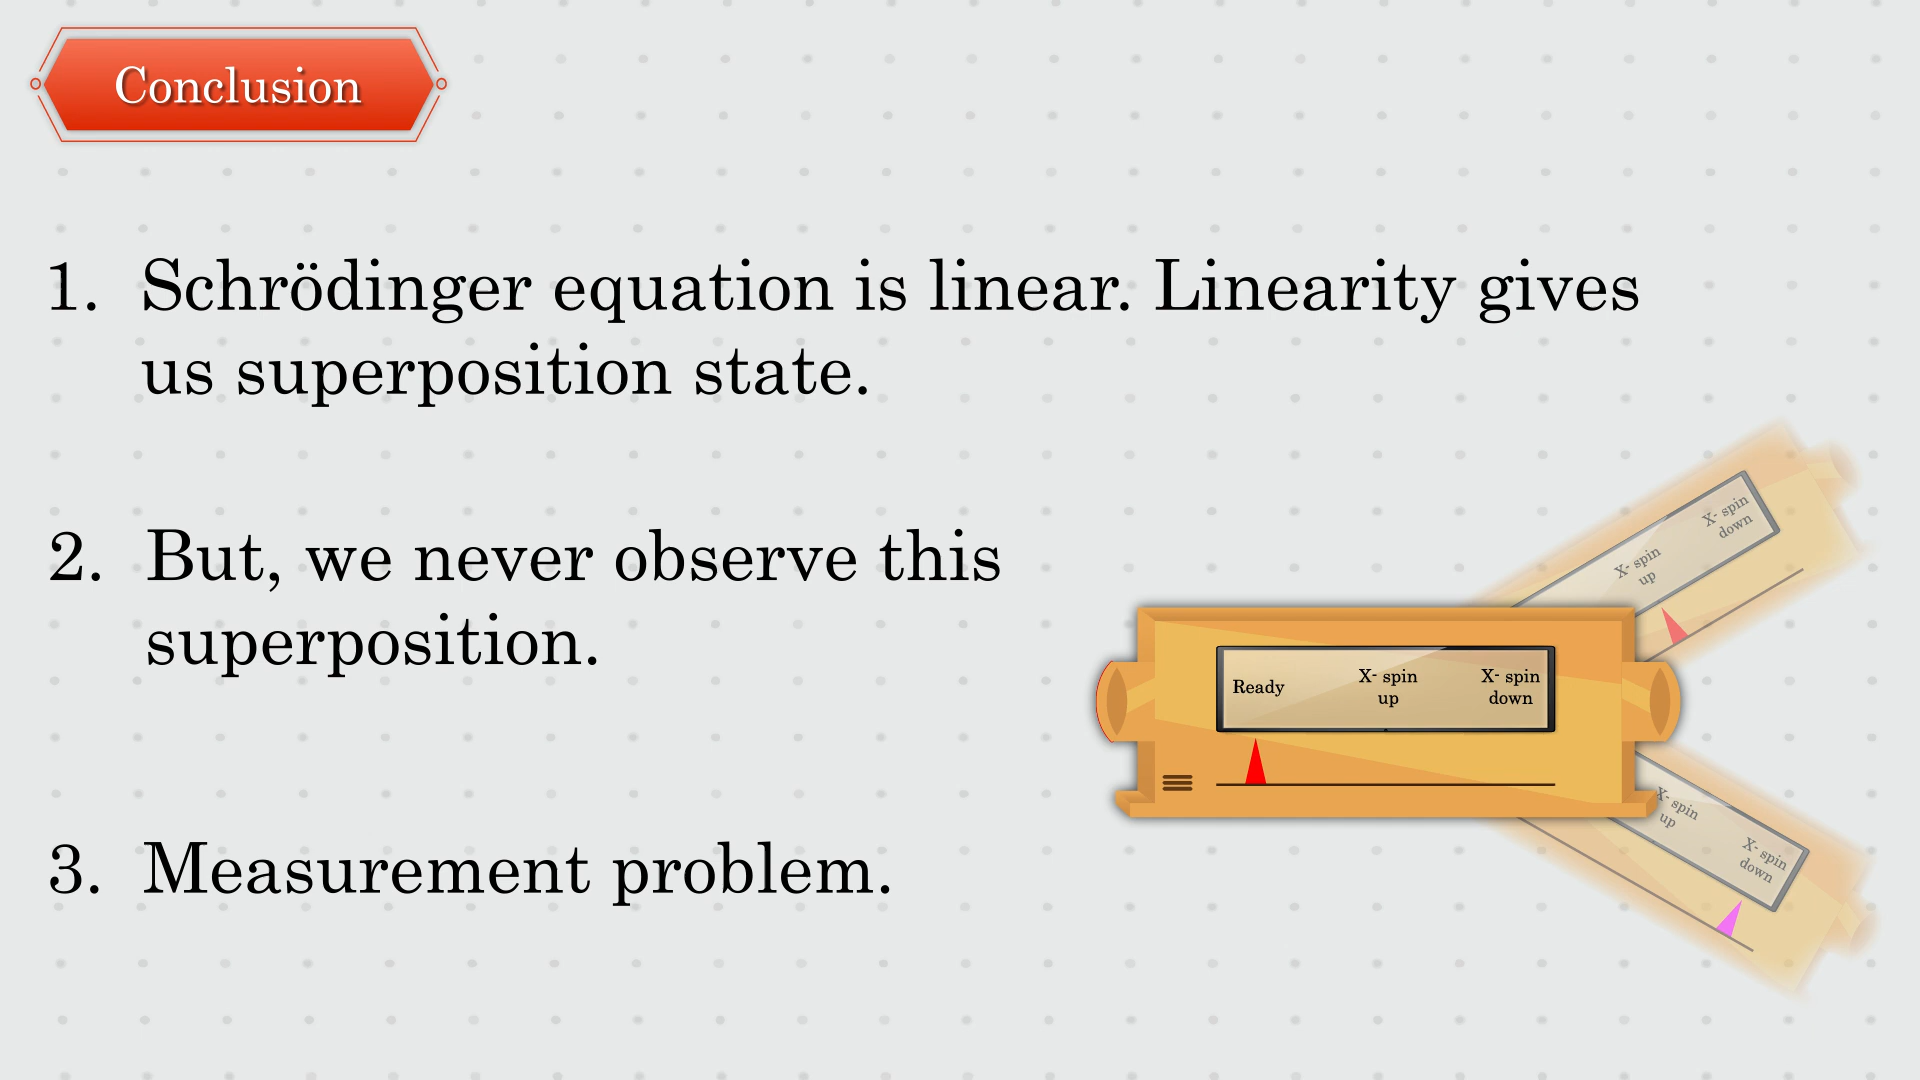 Conclusion
1. Schrödinger equation is linear. Linearity gives
us superposition state.
2. But, we never observe this
superposition.
3. Measurement problem.
X- spin
down
X- spin
up
Ready
X- spin
up
X- spin
down
X- spin
up
X- spin
down